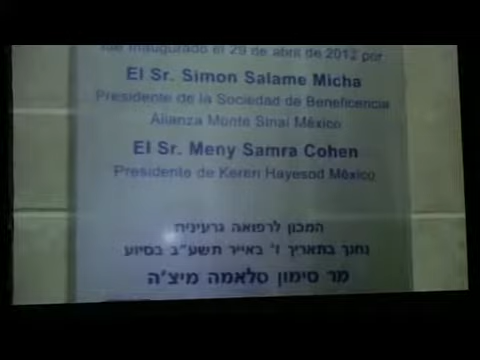 fue inaugurado el 29 de abril de 2012 por
El Sr. Simon Salame Micha
Presidente de la Sociedad de Beneficencia
Alianza Monte Sinai México
El Sr. Meny Samra Cohen
Presidente de Keren Hayesod México
המכון לרפואה גרעינית
נחנך בתאריך ז' באייר תשע"ב בסיוע
מר סימון סלאמה מיצ'ה